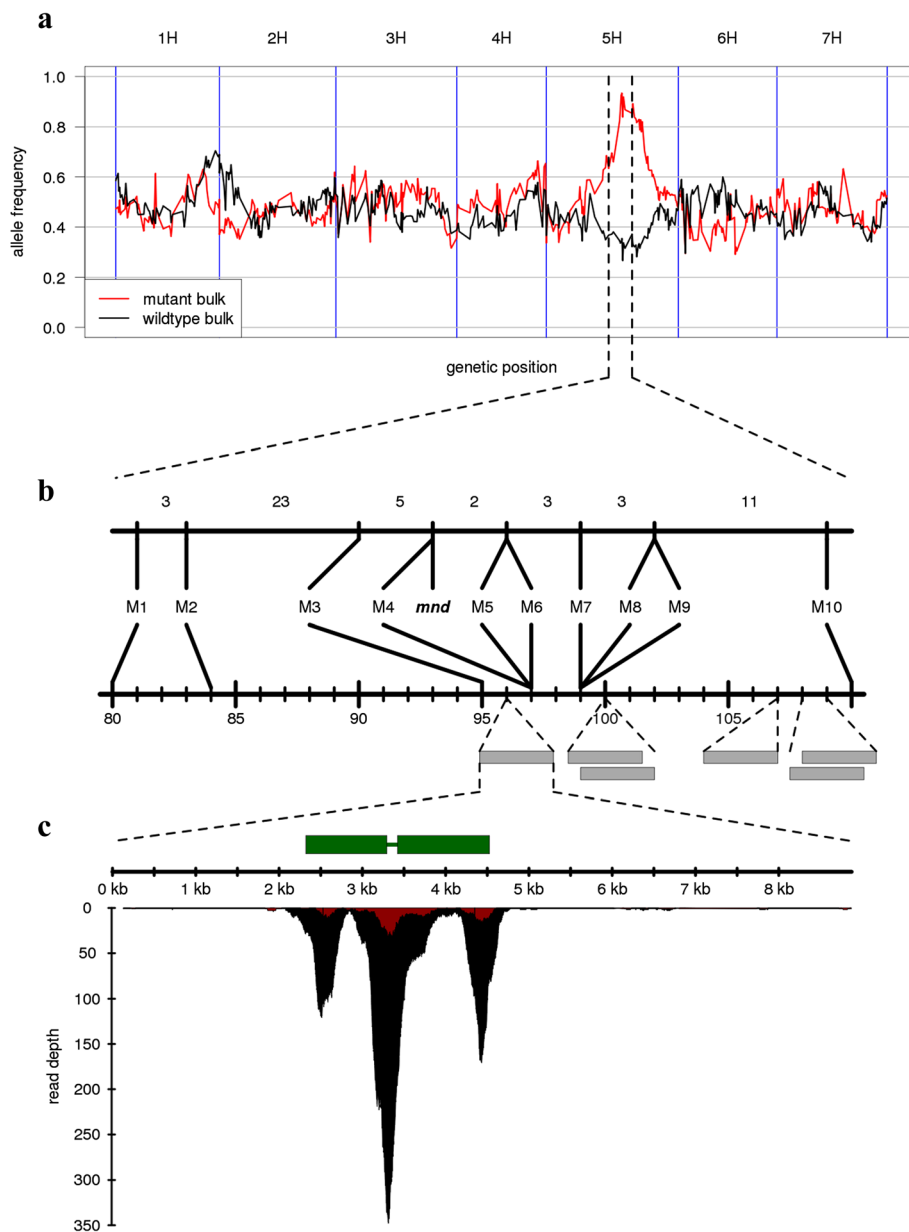 a
1H 2H 3H 4H 5H 6H 7H
1.0
0.8
0.6
0.4
0.2
0.0
allele frequency
mutant bulk
wildtype bulk
genetic position
b
3 23 5 2 3 3 11
M1 M2 M3 M4 mnd M5 M6 M7 M8 M9 M10
80 85 90 95 100 105
c
0 kb 1 kb 2 kb 3 kb 4 kb 5 kb 6 kb 7 kb 8 kb
0
50
100
150
200
250
300
350
read depth